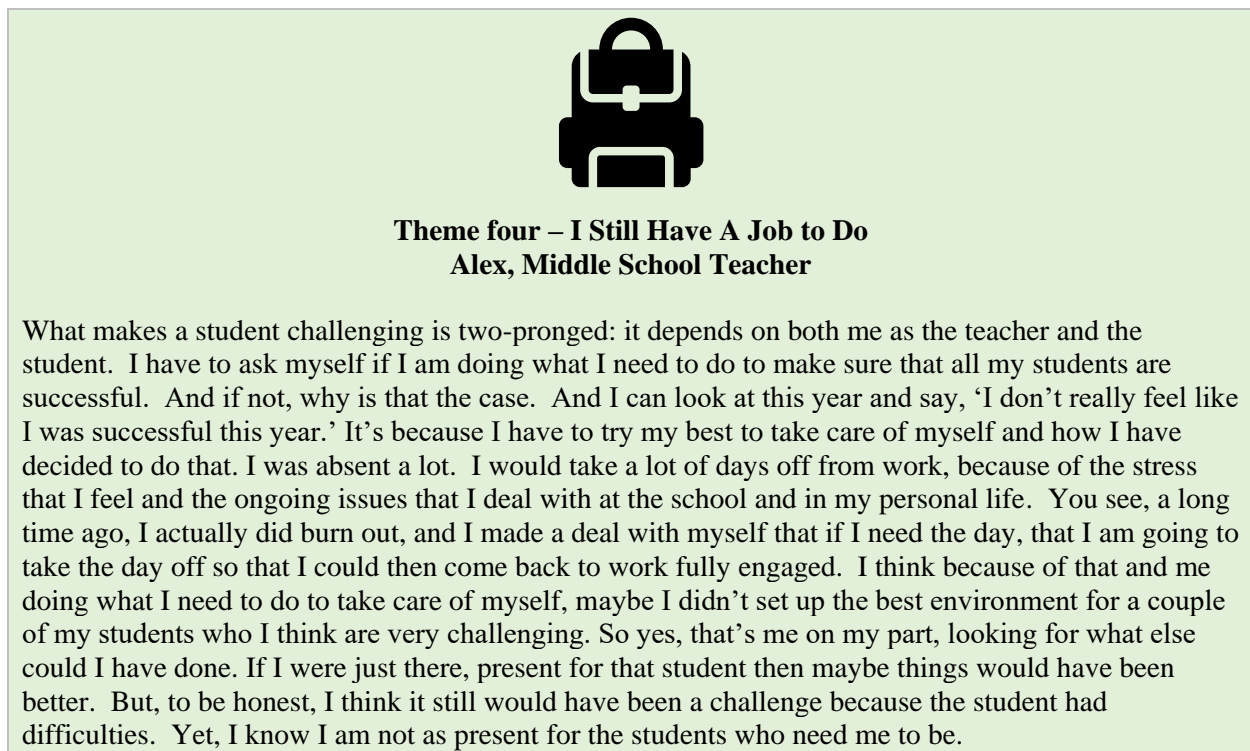 Theme four – I Still Have A Job to Do
Alex, Middle School Teacher
What makes a student challenging is two-pronged: it depends on both me as the teacher and the
student.  I have to ask myself if I am doing what I need to do to make sure that all my students are
successful.  And if not, why is that the case.  And I can look at this year and say, ‘I don’t really feel like
I was successful this year.’ It’s because I have to try my best to take care of myself and how I have
decided to do that. I was absent a lot.  I would take a lot of days off from work, because of the stress
that I feel and the ongoing issues that I deal with at the school and in my personal life.  You see, a long
time ago, I actually did burn out, and I made a deal with myself that if I need the day, that I am going to
take the day off so that I could then come back to work fully engaged.  I think because of that and me
doing what I need to do to take care of myself, maybe I didn’t set up the best environment for a couple
of my students who I think are very challenging. So yes, that’s me on my part, looking for what else
could I have done. If I were just there, present for that student then maybe things would have been
better.  But, to be honest, I think it still would have been a challenge because the student had
difficulties.  Yet, I know I am not as present for the students who need me to be.